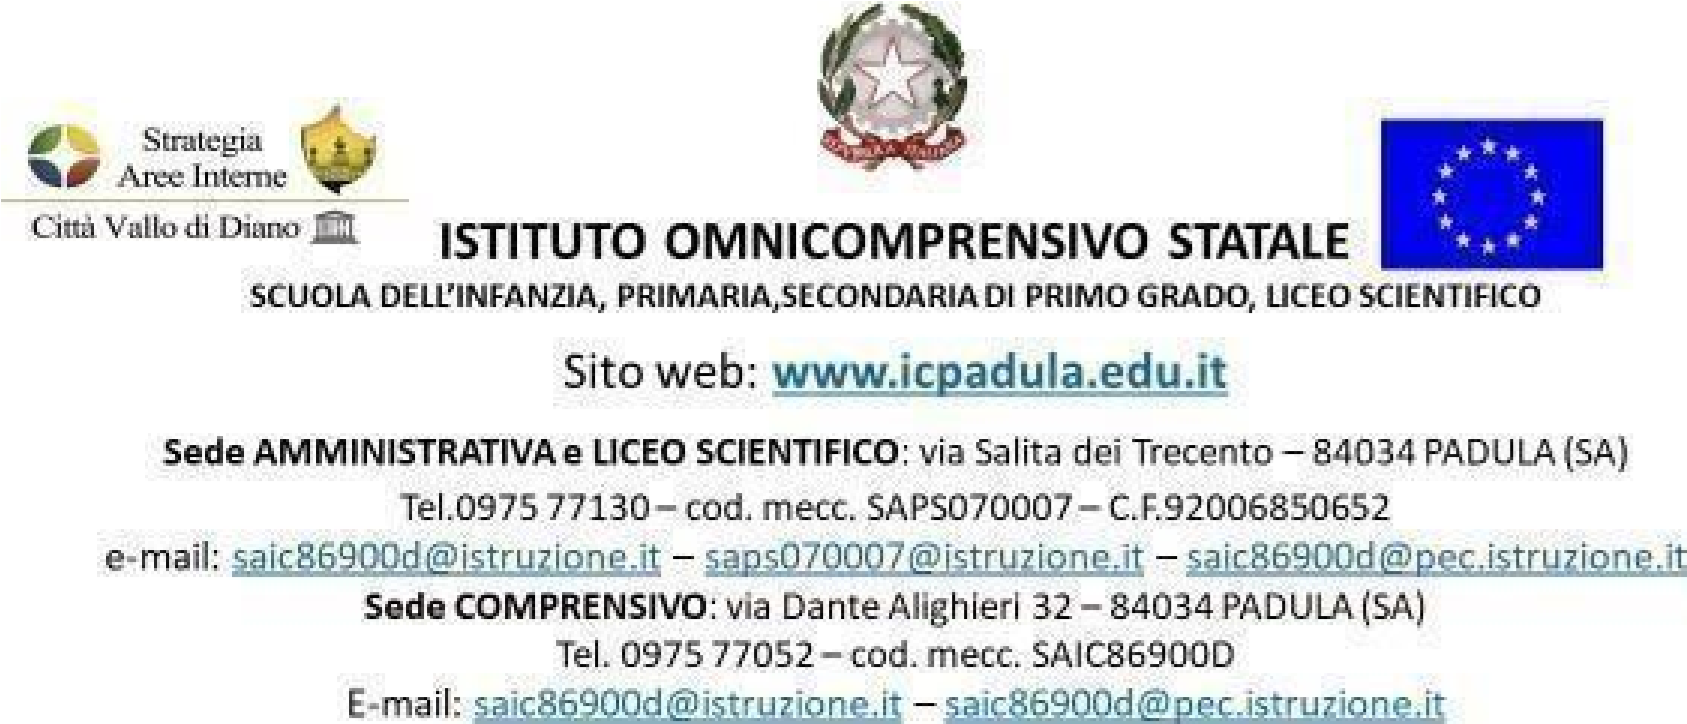 Strategia
Aree Interne
Città Vallo di Diano
REPVBBLICA ITALIANA
ISTITUTO OMNICOMPRENSIVO STATALE
SCUOLA DELL'INFANZIA, PRIMARIA,SECONDARIA DI PRIMO GRADO, LICEO SCIENTIFICO
Sito web: www.icpadula.edu.it
Sede AMMINISTRATIVA e LICEO SCIENTIFICO: via Salita dei Trecento – 84034 PADULA (SA)
Tel.0975 77130 – cod. mecc. SAPS070007 – C.F.92006850652
e-mail: saic86900d@istruzione.it – saps070007@istruzione.it – saic86900d@pec.istruzione.it
Sede COMPRENSIVO: via Dante Alighieri 32 – 84034 PADULA (SA)
Tel. 0975 77052 – cod. mecc. SAIC86900D
E-mail: saic86900d@istruzione.it – saic86900d@pec.istruzione.it